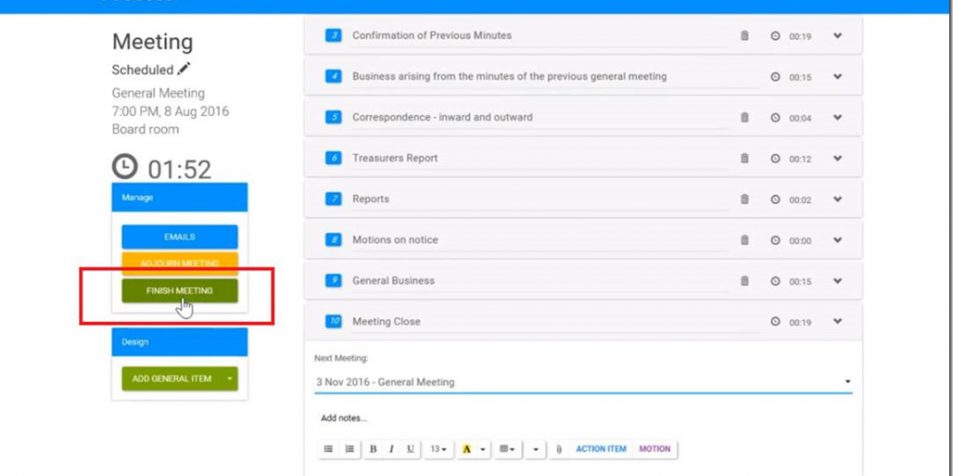 Meeting
Scheduled
General Meeting
7:00 PM, 8 Aug 2016
Board room
01:52
Manage
EMAILS
ADJOURN MEETING
FINISH MEETING
Design
ADD GENERAL ITEM
3 Confirmation of Previous Minutes 00:19
4 Business arising from the minutes of the previous general meeting 00:15
5 Correspondence - inward and outward 00:04
6 Treasurers Report 00:12
7 Reports 00:02
8 Motions on notice 00:00
9 General Business 00:15
10 Meeting Close 00:19
Next Meeting:
3 Nov 2016 - General Meeting
Add notes...
B I U 13 A ACTION ITEM MOTION